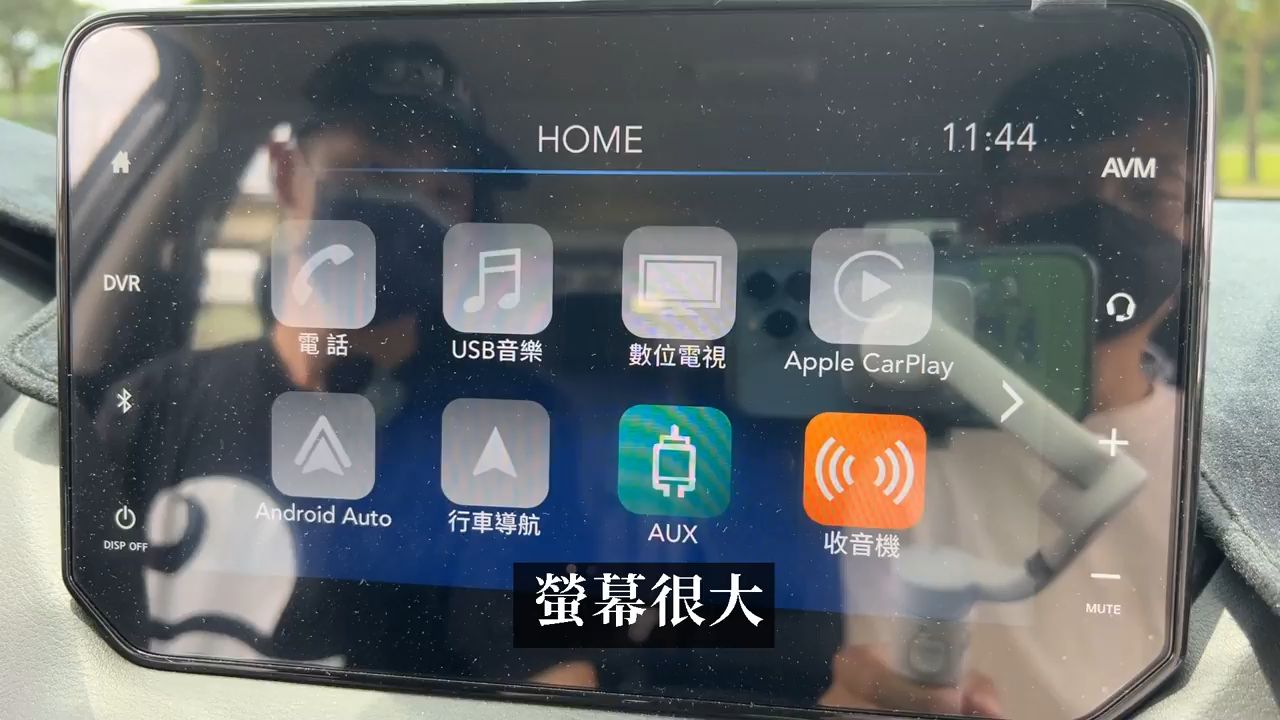 HOME
11:44
AVM
DVR
電話
USB音樂
數位電視
Apple CarPlay
Android Auto
行車導航
AUX
收音機
DISP OFF
MUTE
螢幕很大